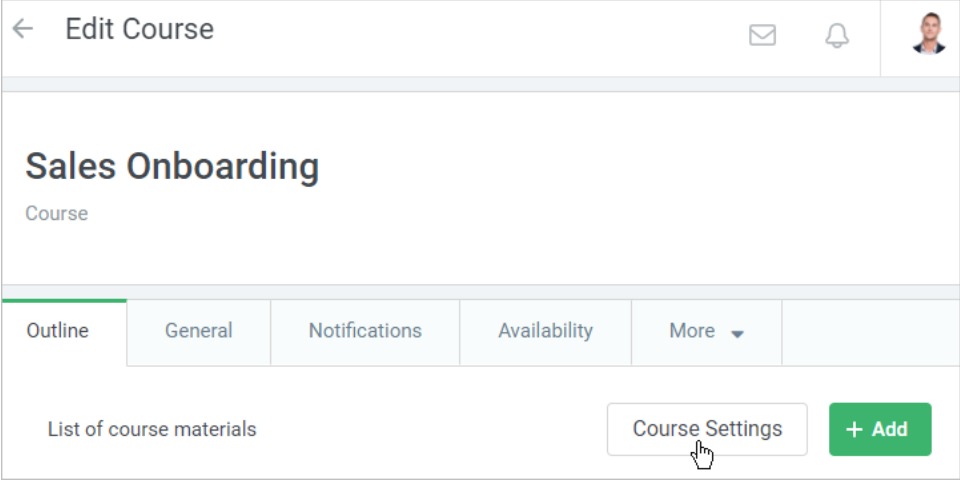 Edit Course
Sales Onboarding
Course
Outline General Notifications Availability More
List of course materials Course Settings + Add